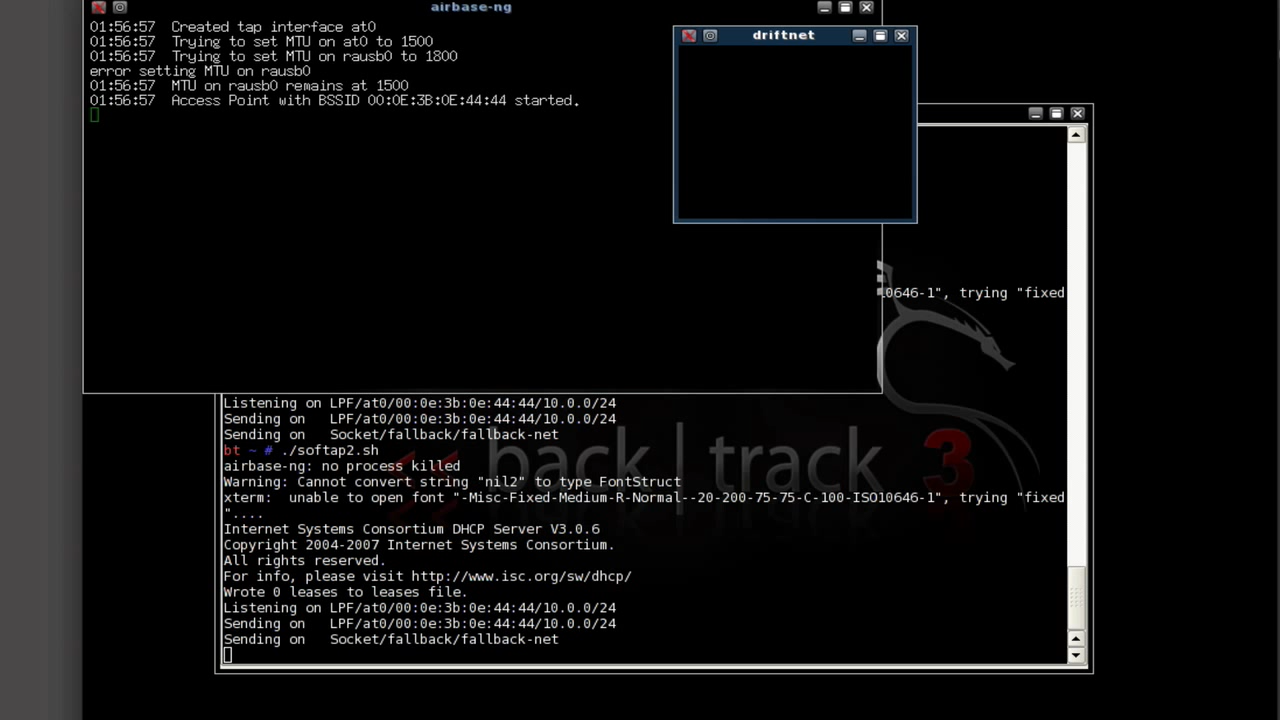 airbase-ng
01:56:57  Created tap interface at0
01:56:57  Trying to set MTU on at0 to 1500
01:56:57  Trying to set MTU on rausb0 to 1800
error setting MTU on rausb0
01:56:57  MTU on rausb0 remains at 1500
01:56:57  Access Point with BSSID 00:0E:3B:0E:44:44 started.
driftnet
10646-1", trying "fixed
Listening on LPF/at0/00:0e:3b:0e:44:44/10.0.0/24
Sending on   LPF/at0/00:0e:3b:0e:44:44/10.0.0/24
Sending on   Socket/fallback/fallback-net
bt ~ # ./softap2.sh
airbase-ng: no process killed
Warning: Cannot convert string "nil2" to type FontStruct
xterm:  unable to open font "-Misc-Fixed-Medium-R-Normal--20-200-75-75-C-100-ISO10646-1", trying "fixed
"....
Internet Systems Consortium DHCP Server V3.0.6
Copyright 2004-2007 Internet Systems Consortium.
All rights reserved.
For info, please visit http://www.isc.org/sw/dhcp/
Wrote 0 leases to leases file.
Listening on LPF/at0/00:0e:3b:0e:44:44/10.0.0/24
Sending on   LPF/at0/00:0e:3b:0e:44:44/10.0.0/24
Sending on   Socket/fallback/fallback-net
<< back | track 3